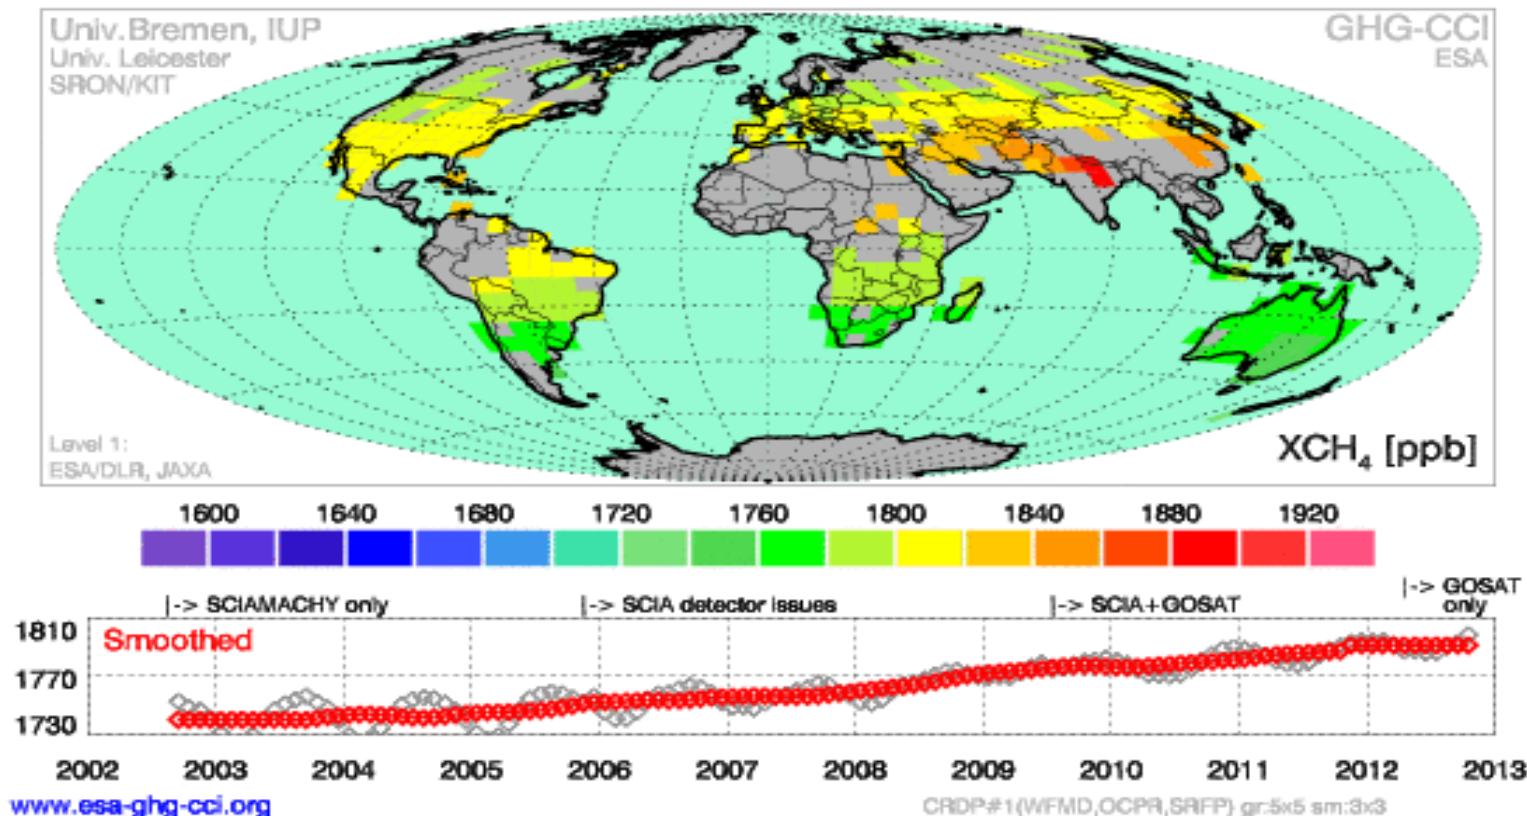 Univ.Bremen, IUP
Univ. Leicester
SRON/KIT
GHG-CCI
ESA
Level 1:
ESA/DLR, JAXA
XCH₄ [ppb]
1600 1640 1680 1720 1760 1800 1840 1880 1920
|-> SCIAMACHY only |-> SCIA detector issues |-> SCIA+GOSAT |-> GOSAT only
1810
Smoothed
1770
1730
2002 2003 2004 2005 2006 2007 2008 2009 2010 2011 2012 2013
www.esa-ghg-cci.org
CRDP#1(WFMD,OCPR,SRFP) gr:5x5 sm:3x3